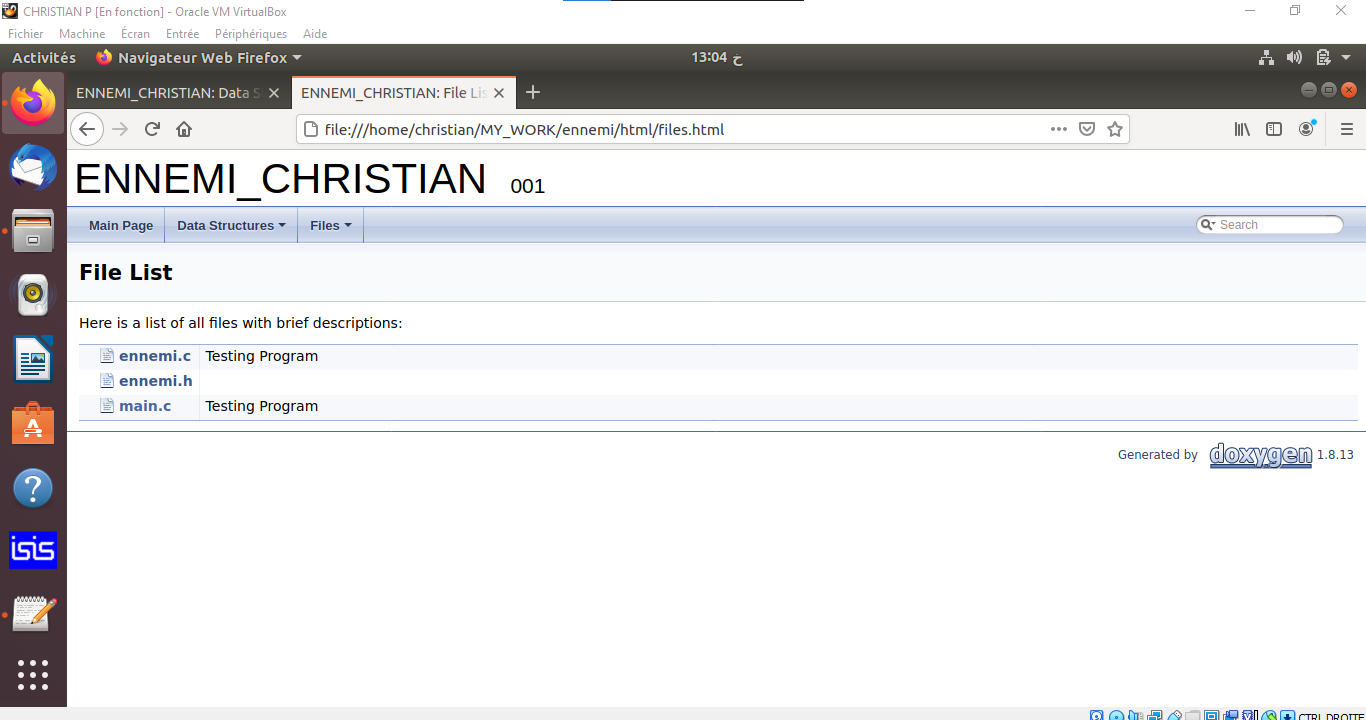 CHRISTIAN P [En fonction] - Oracle VM VirtualBox
Fichier Machine Écran Entrée Périphériques Aide
Activités Navigateur Web Firefox 13:04 خ
ENNEMI_CHRISTIAN: Data S ENNEMI_CHRISTIAN: File Lis
file:///home/christian/MY_WORK/ennemi/html/files.html
ENNEMI_CHRISTIAN 001
Main Page Data Structures Files Search
File List
Here is a list of all files with brief descriptions:
ennemi.c Testing Program
ennemi.h
main.c Testing Program
Generated by doxygen 1.8.13
isis
CTRL DROITE